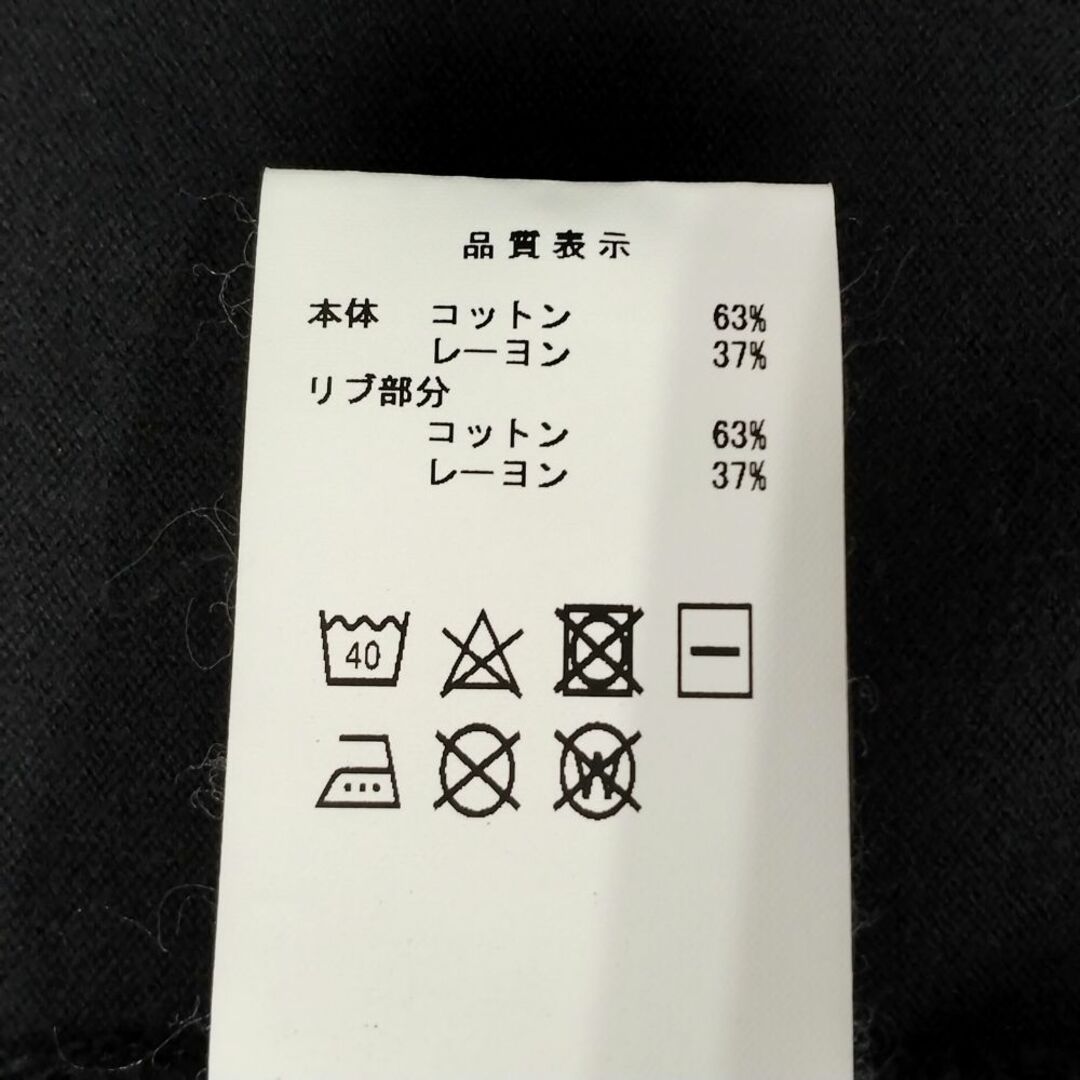 品質表示
本体 コットン 63%
レーヨン 37%
リブ部分
コットン 63%
レーヨン 37%
40
W